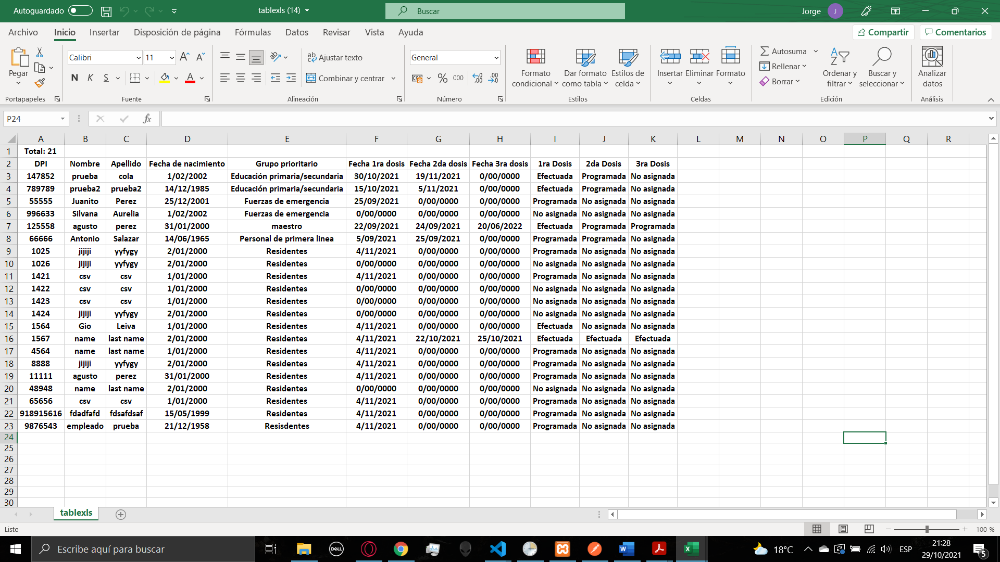 Autoguardado tablexls (14) Buscar Jorge J
Archivo Inicio Insertar Disposición de página Fórmulas Datos Revisar Vista Ayuda Compartir Comentarios
Pegar Calibri 11 Ajustar texto General Formato condicional Dar formato como tabla Estilos de celda Insertar Eliminar Formato Autosuma Rellenar Borrar Ordenar y filtrar Buscar y seleccionar Analizar datos
N K S Combinar y centrar % 000
Portapapeles Fuente Alineación Número Estilos Celdas Edición Análisis
P24 fx
A B C D E F G H I J K L M N O P Q R
1 Total: 21
2 DPI Nombre Apellido Fecha de nacimiento Grupo prioritario Fecha 1ra dosis Fecha 2da dosis Fecha 3ra dosis 1ra Dosis 2da Dosis 3ra Dosis
3 147852 prueba cola 1/02/2002 Educación primaria/secundaria 30/10/2021 19/11/2021 0/00/0000 Efectuada Programada No asignada
4 789789 prueba2 prueba2 14/12/1985 Educación primaria/secundaria 15/10/2021 5/11/2021 0/00/0000 Efectuada Programada No asignada
5 55555 Juanito Perez 25/12/2001 Fuerzas de emergencia 25/09/2021 0/00/0000 0/00/0000 Programada No asignada No asignada
6 996633 Silvana Aurelia 1/02/2002 Fuerzas de emergencia 0/00/0000 0/00/0000 0/00/0000 No asignada No asignada No asignada
7 125558 agusto perez 31/01/2000 maestro 22/09/2021 24/09/2021 20/06/2022 Efectuada Programada Programada
8 66666 Antonio Salazar 14/06/1965 Personal de primera linea 5/09/2021 25/09/2021 0/00/0000 Programada Programada No asignada
9 1025 jijiji yyfygy 2/01/2000 Residentes 4/11/2021 0/00/0000 0/00/0000 Programada No asignada No asignada
10 1026 jijiji yyfygy 2/01/2000 Residentes 0/00/0000 0/00/0000 0/00/0000 No asignada No asignada No asignada
11 1421 csv csv 1/01/2000 Residentes 4/11/2021 0/00/0000 0/00/0000 Programada No asignada No asignada
12 1422 csv csv 1/01/2000 Residentes 0/00/0000 0/00/0000 0/00/0000 No asignada No asignada No asignada
13 1423 csv csv 1/01/2000 Residentes 0/00/0000 0/00/0000 0/00/0000 No asignada No asignada No asignada
14 1424 jijiji yyfygy 2/01/2000 Residentes 0/00/0000 0/00/0000 0/00/0000 No asignada No asignada No asignada
15 1564 Gio Leiva 1/01/2000 Residentes 4/11/2021 0/00/0000 0/00/0000 Efectuada No asignada No asignada
16 1567 name last name 2/01/2000 Residentes 4/11/2021 22/10/2021 25/10/2021 Efectuada Efectuada Efectuada
17 4564 name last name 1/01/2000 Residentes 4/11/2021 0/00/0000 0/00/0000 Programada No asignada No asignada
18 8888 jijiji yyfygy 2/01/2000 Residentes 4/11/2021 0/00/0000 0/00/0000 Programada No asignada No asignada
19 11111 agusto perez 31/01/2000 Residentes 4/11/2021 0/00/0000 0/00/0000 Programada No asignada No asignada
20 48948 name last name 2/01/2000 Residentes 0/00/0000 0/00/0000 0/00/0000 No asignada No asignada No asignada
21 65656 csv csv 1/01/2000 Residentes 4/11/2021 0/00/0000 0/00/0000 Programada No asignada No asignada
22 918915616 fdadfafd fdsafdsaf 15/05/1999 Residentes 4/11/2021 0/00/0000 0/00/0000 Programada No asignada No asignada
23 9876543 empleado prueba 21/12/1958 Resisdentes 4/11/2021 0/00/0000 0/00/0000 Programada No asignada No asignada
24
25
26
27
28
29
30
tablexls
Listo 100 %
Escribe aquí para buscar DELL 18°C ESP 21:28
29/10/2021 5